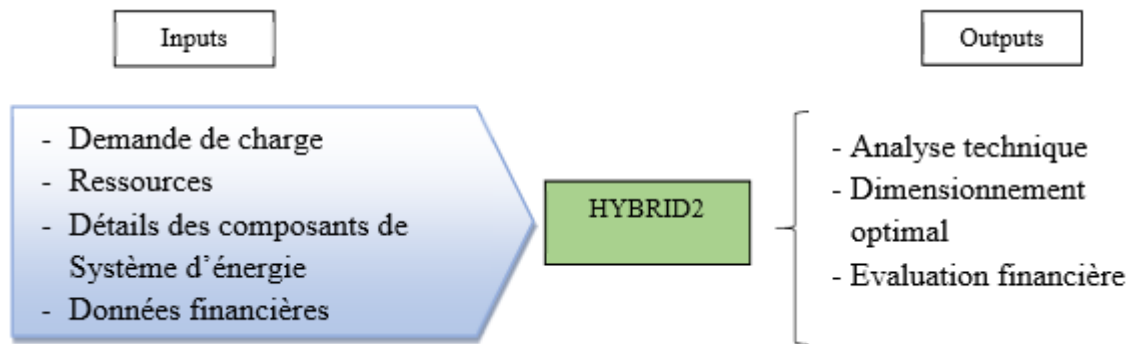 Inputs
Outputs
- Demande de charge
- Ressources
- Détails des composants de
Système d’énergie
- Données financières
HYBRID2
- Analyse technique
- Dimensionnement
optimal
- Evaluation financière